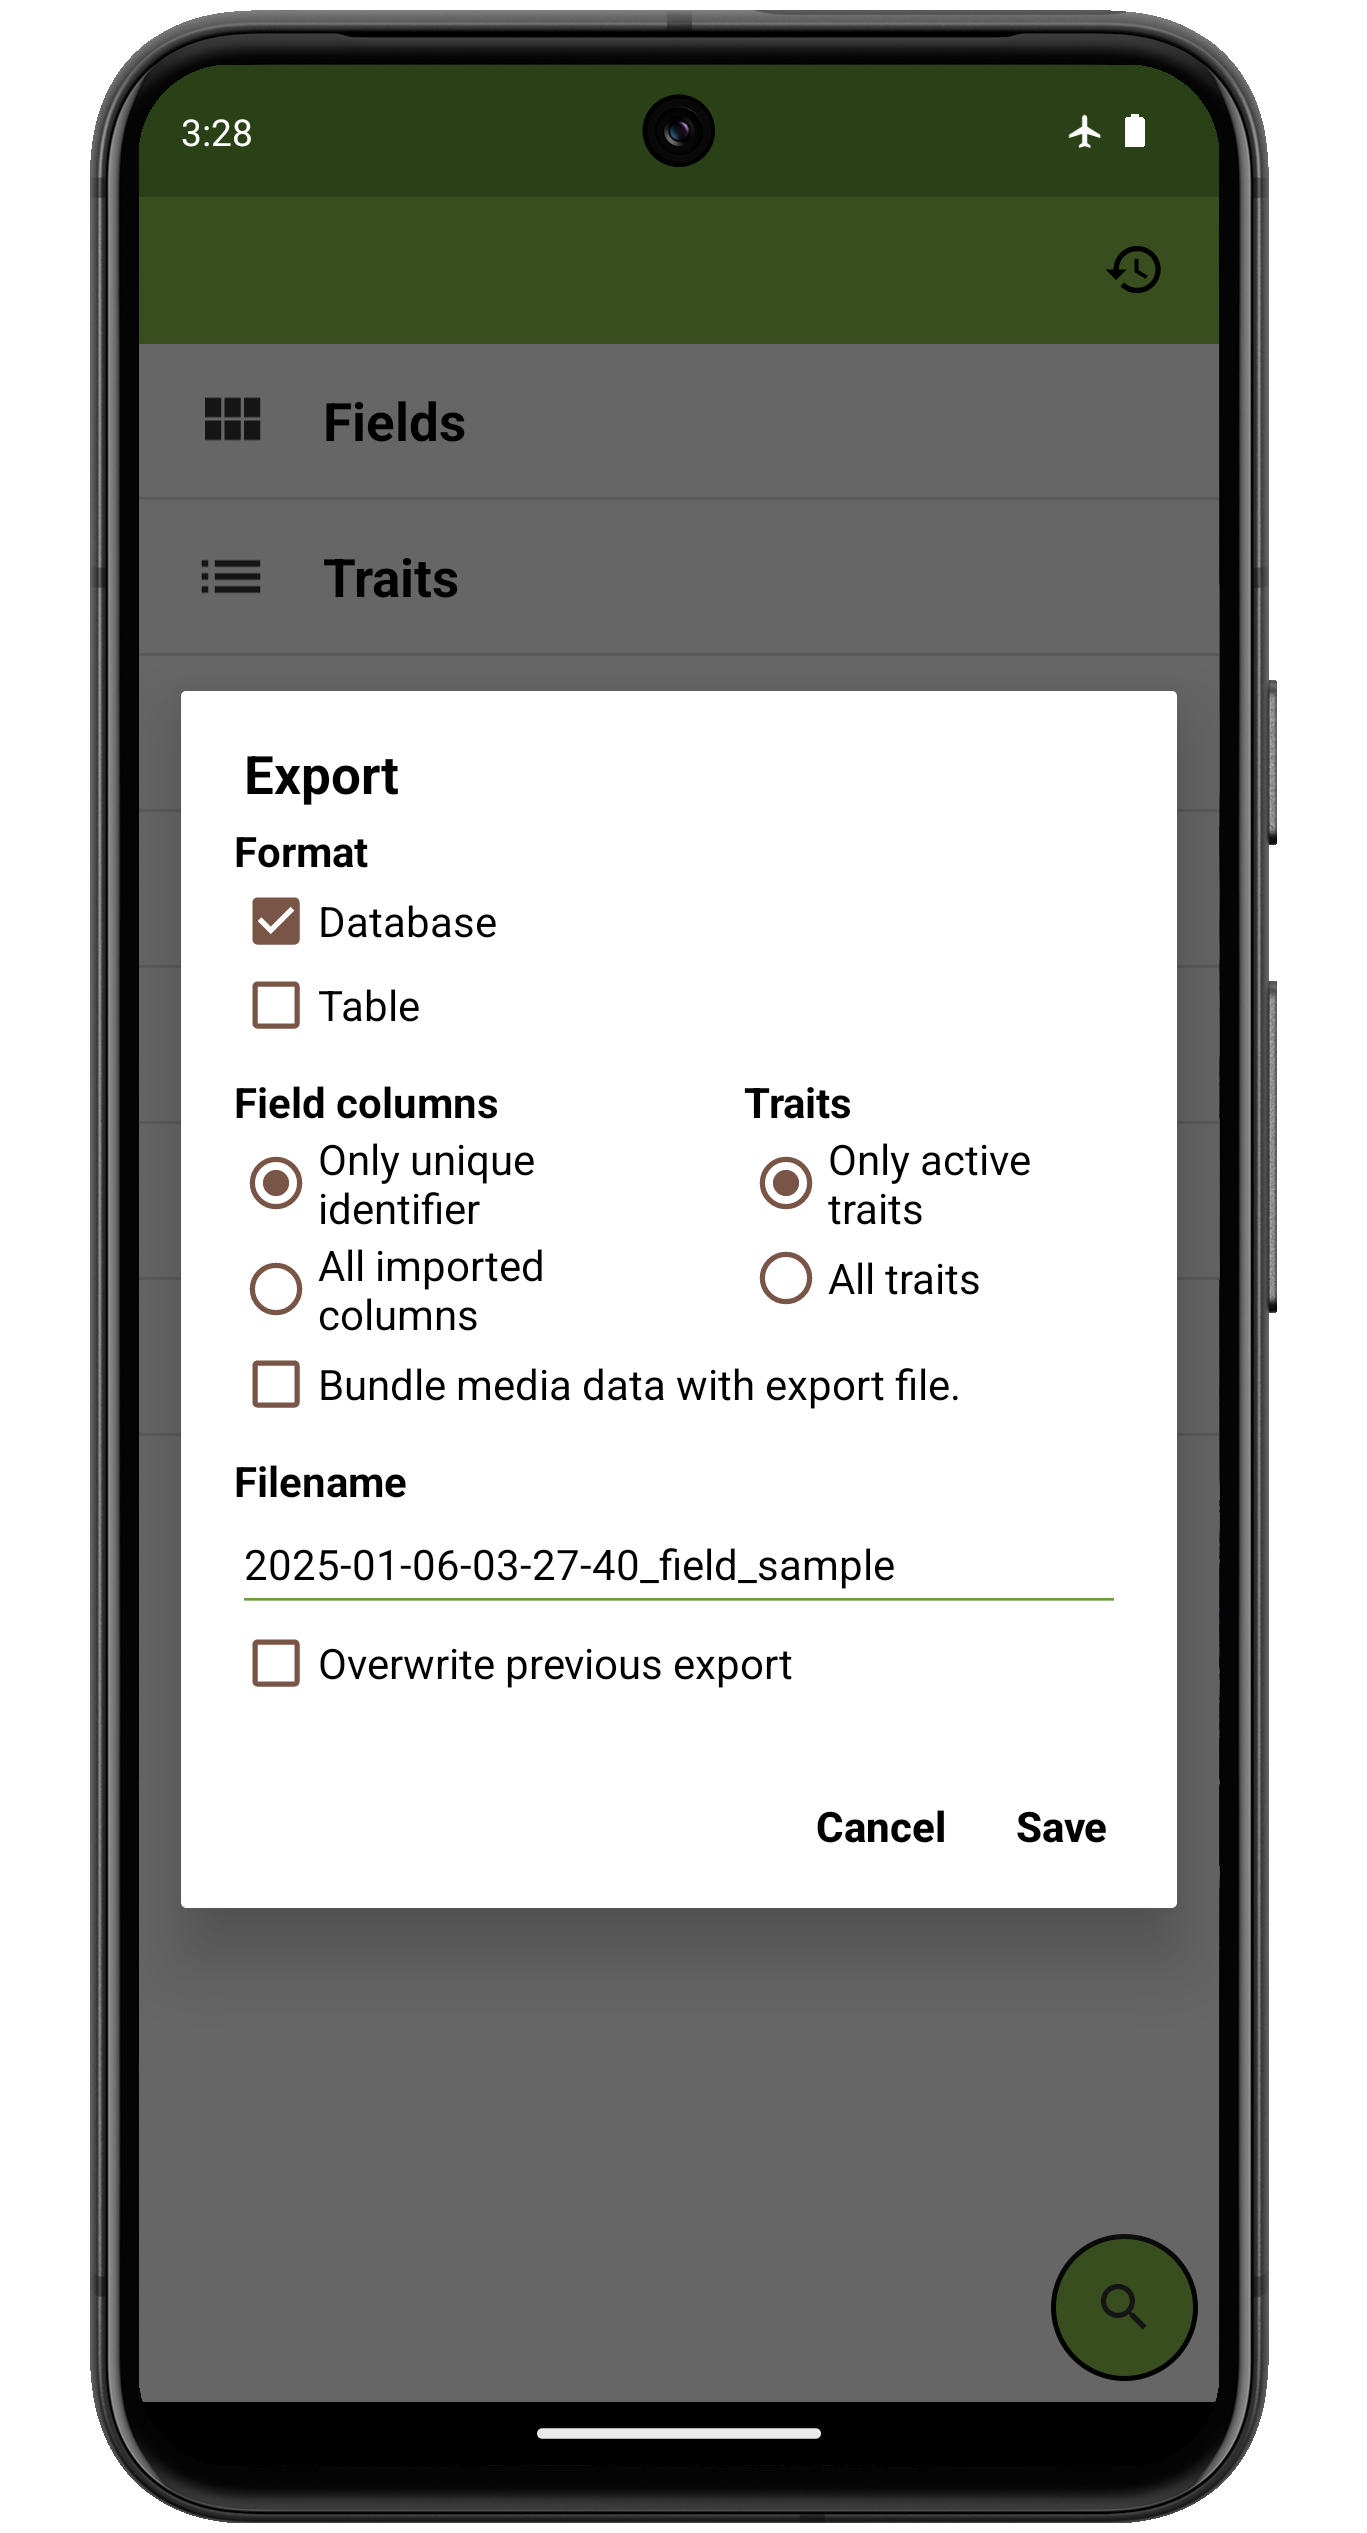 3:28
Fields
Traits
Export
Format
Database
Table
Field columns
Traits
Only unique
identifier
Only active
traits
All imported
columns
All traits
Bundle media data with export file.
Filename
2025-01-06-03-27-40_field_sample
Overwrite previous export
Cancel
Save